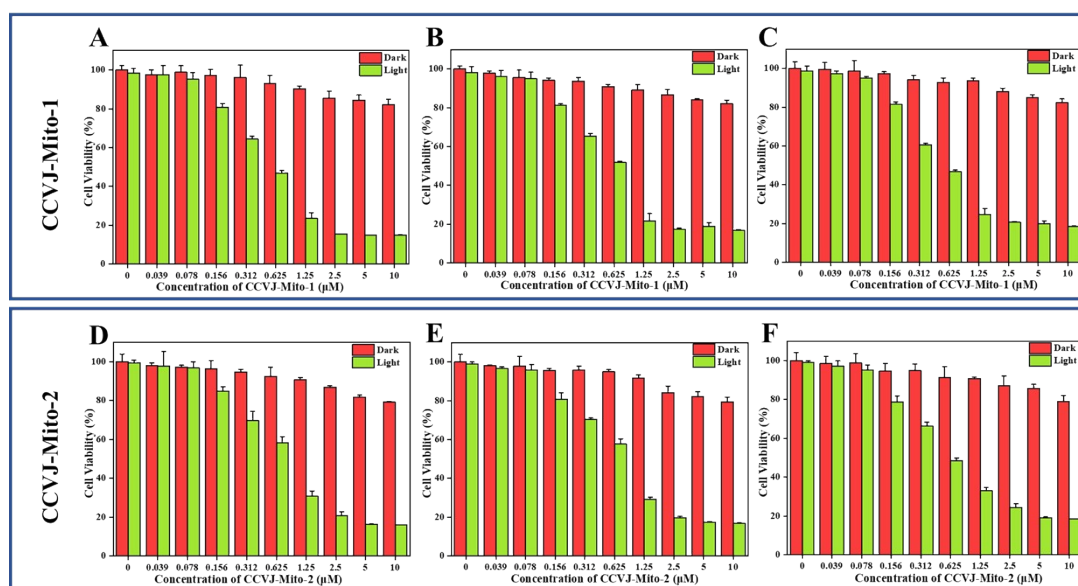 A
B
C
CCVJ-Mito-1
Cell Viability (%)
100
80
60
40
20
0
Dark
Light
0 0.039 0.078 0.156 0.312 0.625 1.25 2.5 5 10
Concentration of CCVJ-Mito-1 (μM)
Cell Viability (%)
100
80
60
40
20
0
Dark
Light
0 0.039 0.078 0.156 0.312 0.625 1.25 2.5 5 10
Concentration of CCVJ-Mito-1 (μM)
Cell Viability (%)
100
80
60
40
20
0
Dark
Light
0 0.039 0.078 0.156 0.312 0.625 1.25 2.5 5 10
Concentration of CCVJ-Mito-1 (μM)
D
E
F
CCVJ-Mito-2
Cell Viability (%)
100
80
60
40
20
0
Dark
Light
0 0.039 0.078 0.156 0.312 0.625 1.25 2.5 5 10
Concentration of CCVJ-Mito-2 (μM)
Cell Viability (%)
100
80
60
40
20
0
Dark
Light
0 0.039 0.078 0.156 0.312 0.625 1.25 2.5 5 10
Concentration of CCVJ-Mito-2 (μM)
Cell Viability (%)
100
80
60
40
20
0
Dark
Light
0 0.039 0.078 0.156 0.312 0.625 1.25 2.5 5 10
Concentration of CCVJ-Mito-2 (μM)